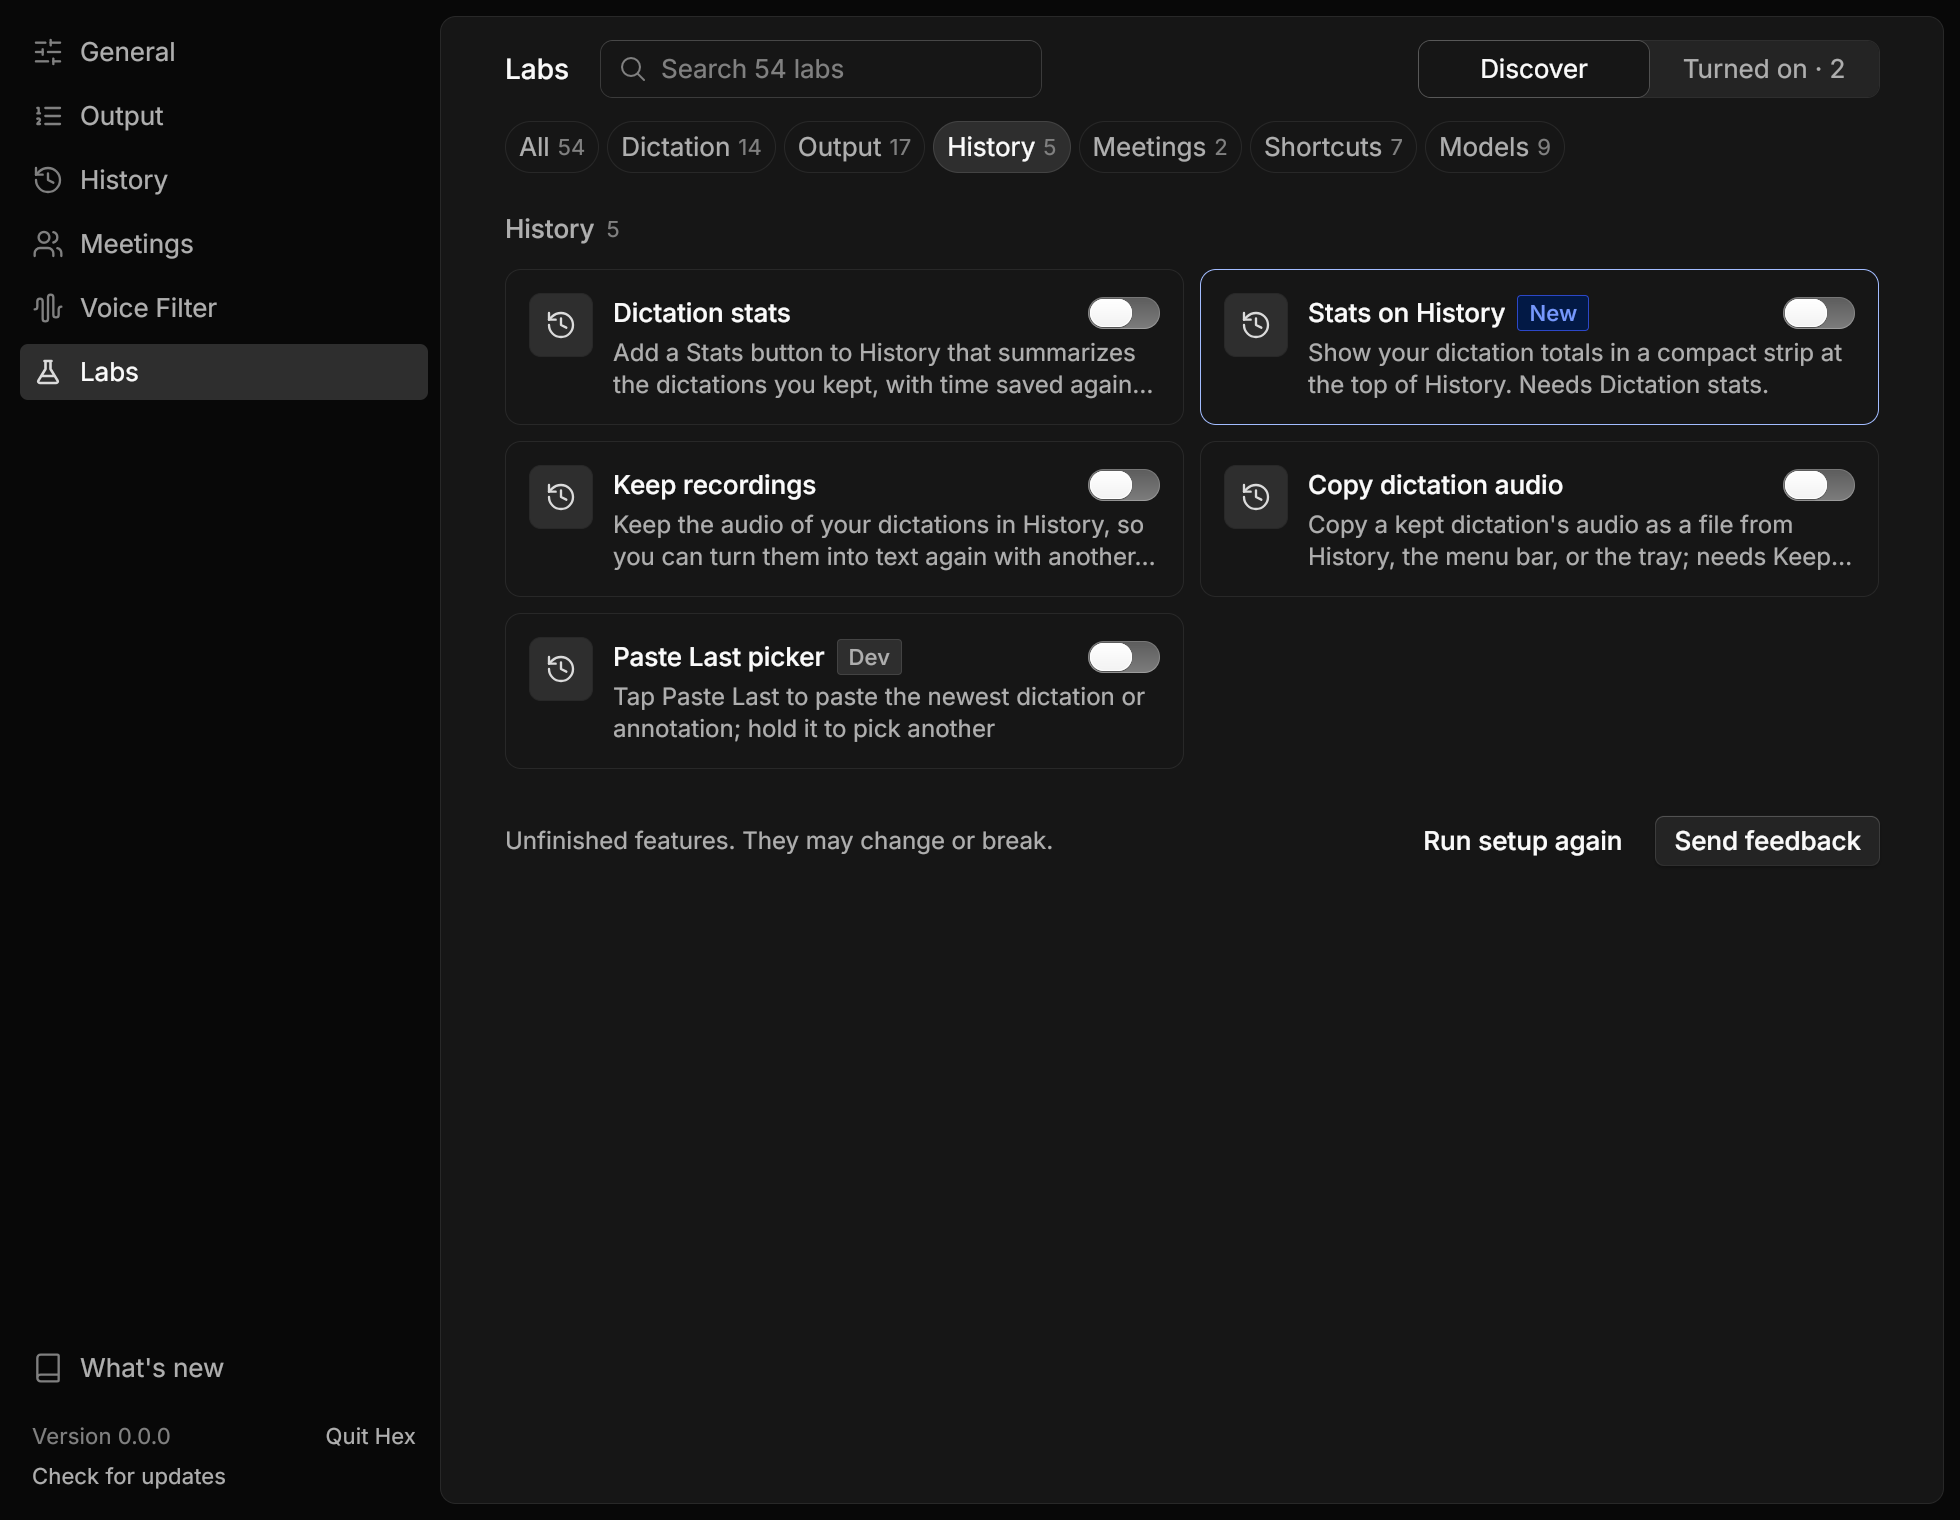 General
Output
History
Meetings
Voice Filter
Labs
What's new
Version 0.0.0
Quit Hex
Check for updates
Labs
Search 54 labs
Discover
Turned on · 2
All 54
Dictation 14
Output 17
History 5
Meetings 2
Shortcuts 7
Models 9
History 5
Dictation stats
Add a Stats button to History that summarizes
the dictations you kept, with time saved again...
Stats on History New
Show your dictation totals in a compact strip at
the top of History. Needs Dictation stats.
Keep recordings
Keep the audio of your dictations in History, so
you can turn them into text again with another...
Copy dictation audio
Copy a kept dictation's audio as a file from
History, the menu bar, or the tray; needs Keep...
Paste Last picker Dev
Tap Paste Last to paste the newest dictation or
annotation; hold it to pick another
Unfinished features. They may change or break.
Run setup again
Send feedback